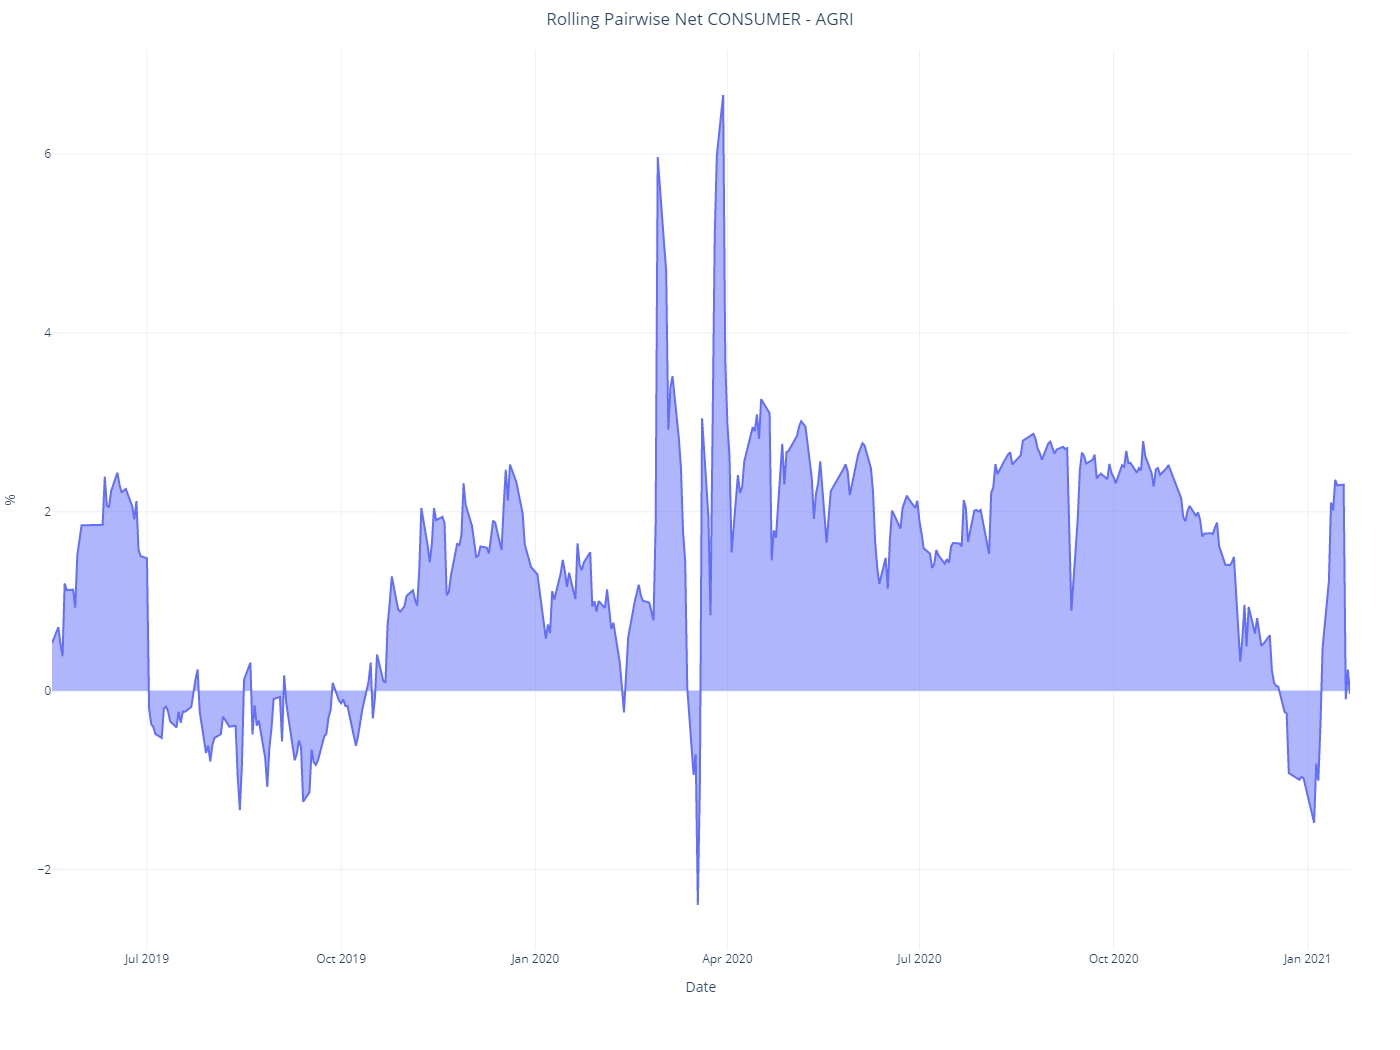 Rolling Pairwise Net CONSUMER - AGRI
6
4
2
0
−2
%
Jul 2019
Oct 2019
Jan 2020
Apr 2020
Jul 2020
Oct 2020
Jan 2021
Date